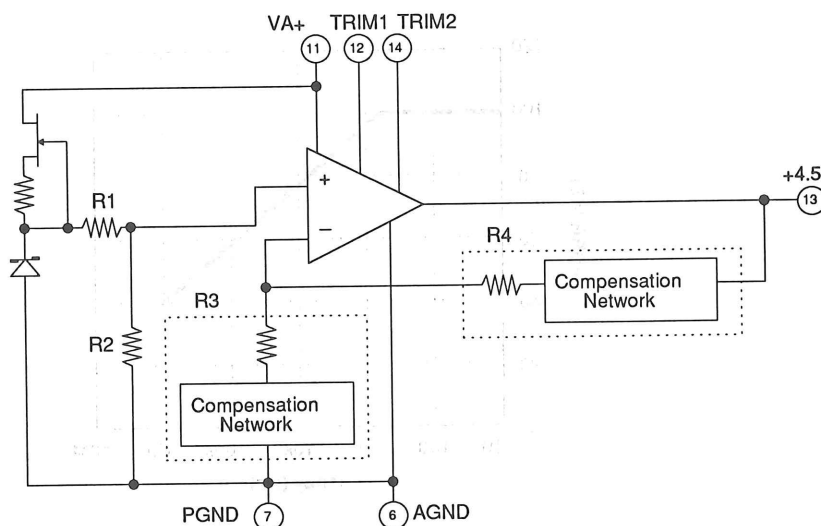 VA+ TRIM1 TRIM2
11 12 14
R1
+
−
+4.5
13
R4
Compensation
Network
R3
R2
Compensation
Network
PGND 7 6 AGND